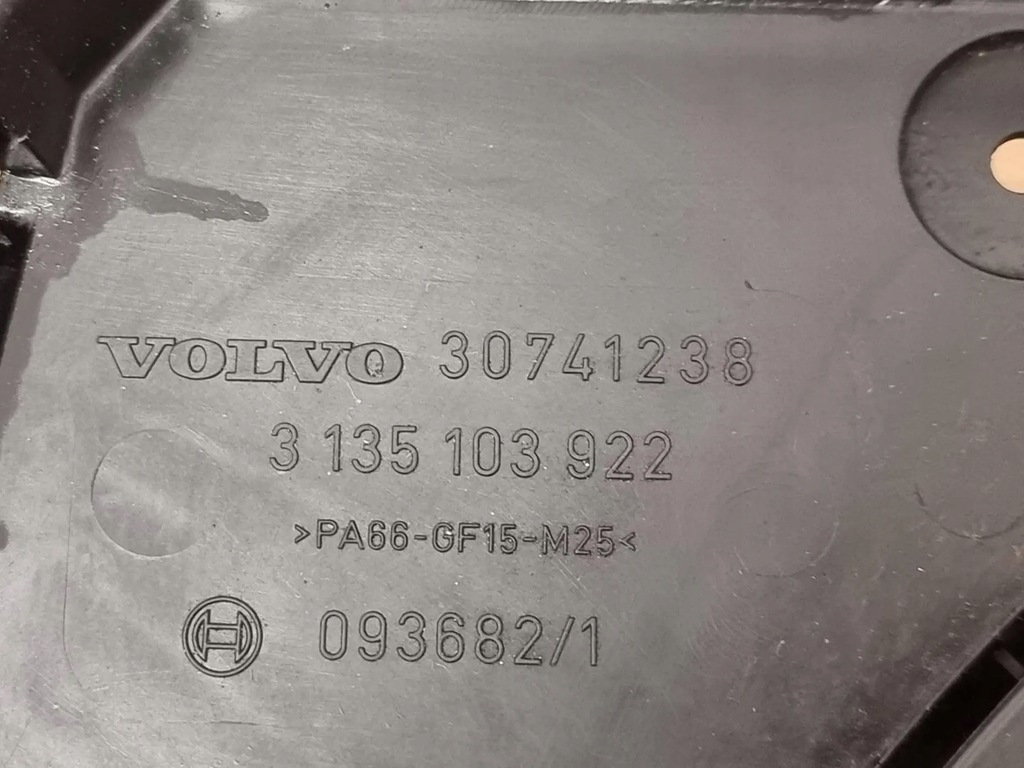 VOLVO 30741238
3 135 103 922
>PA66-GF15-M25<
093682/1